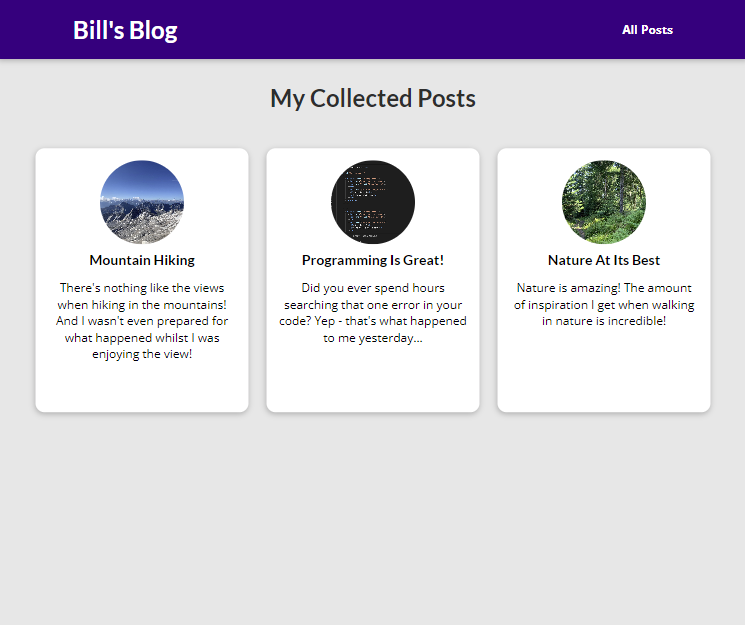 Bill's Blog
All Posts
My Collected Posts
Mountain Hiking
There's nothing like the views
when hiking in the mountains!
And I wasn't even prepared for
what happened whilst I was
enjoying the view!
Programming Is Great!
Did you ever spend hours
searching that one error in your
code? Yep - that's what happened
to me yesterday...
Nature At Its Best
Nature is amazing! The amount
of inspiration I get when walking
in nature is incredible!